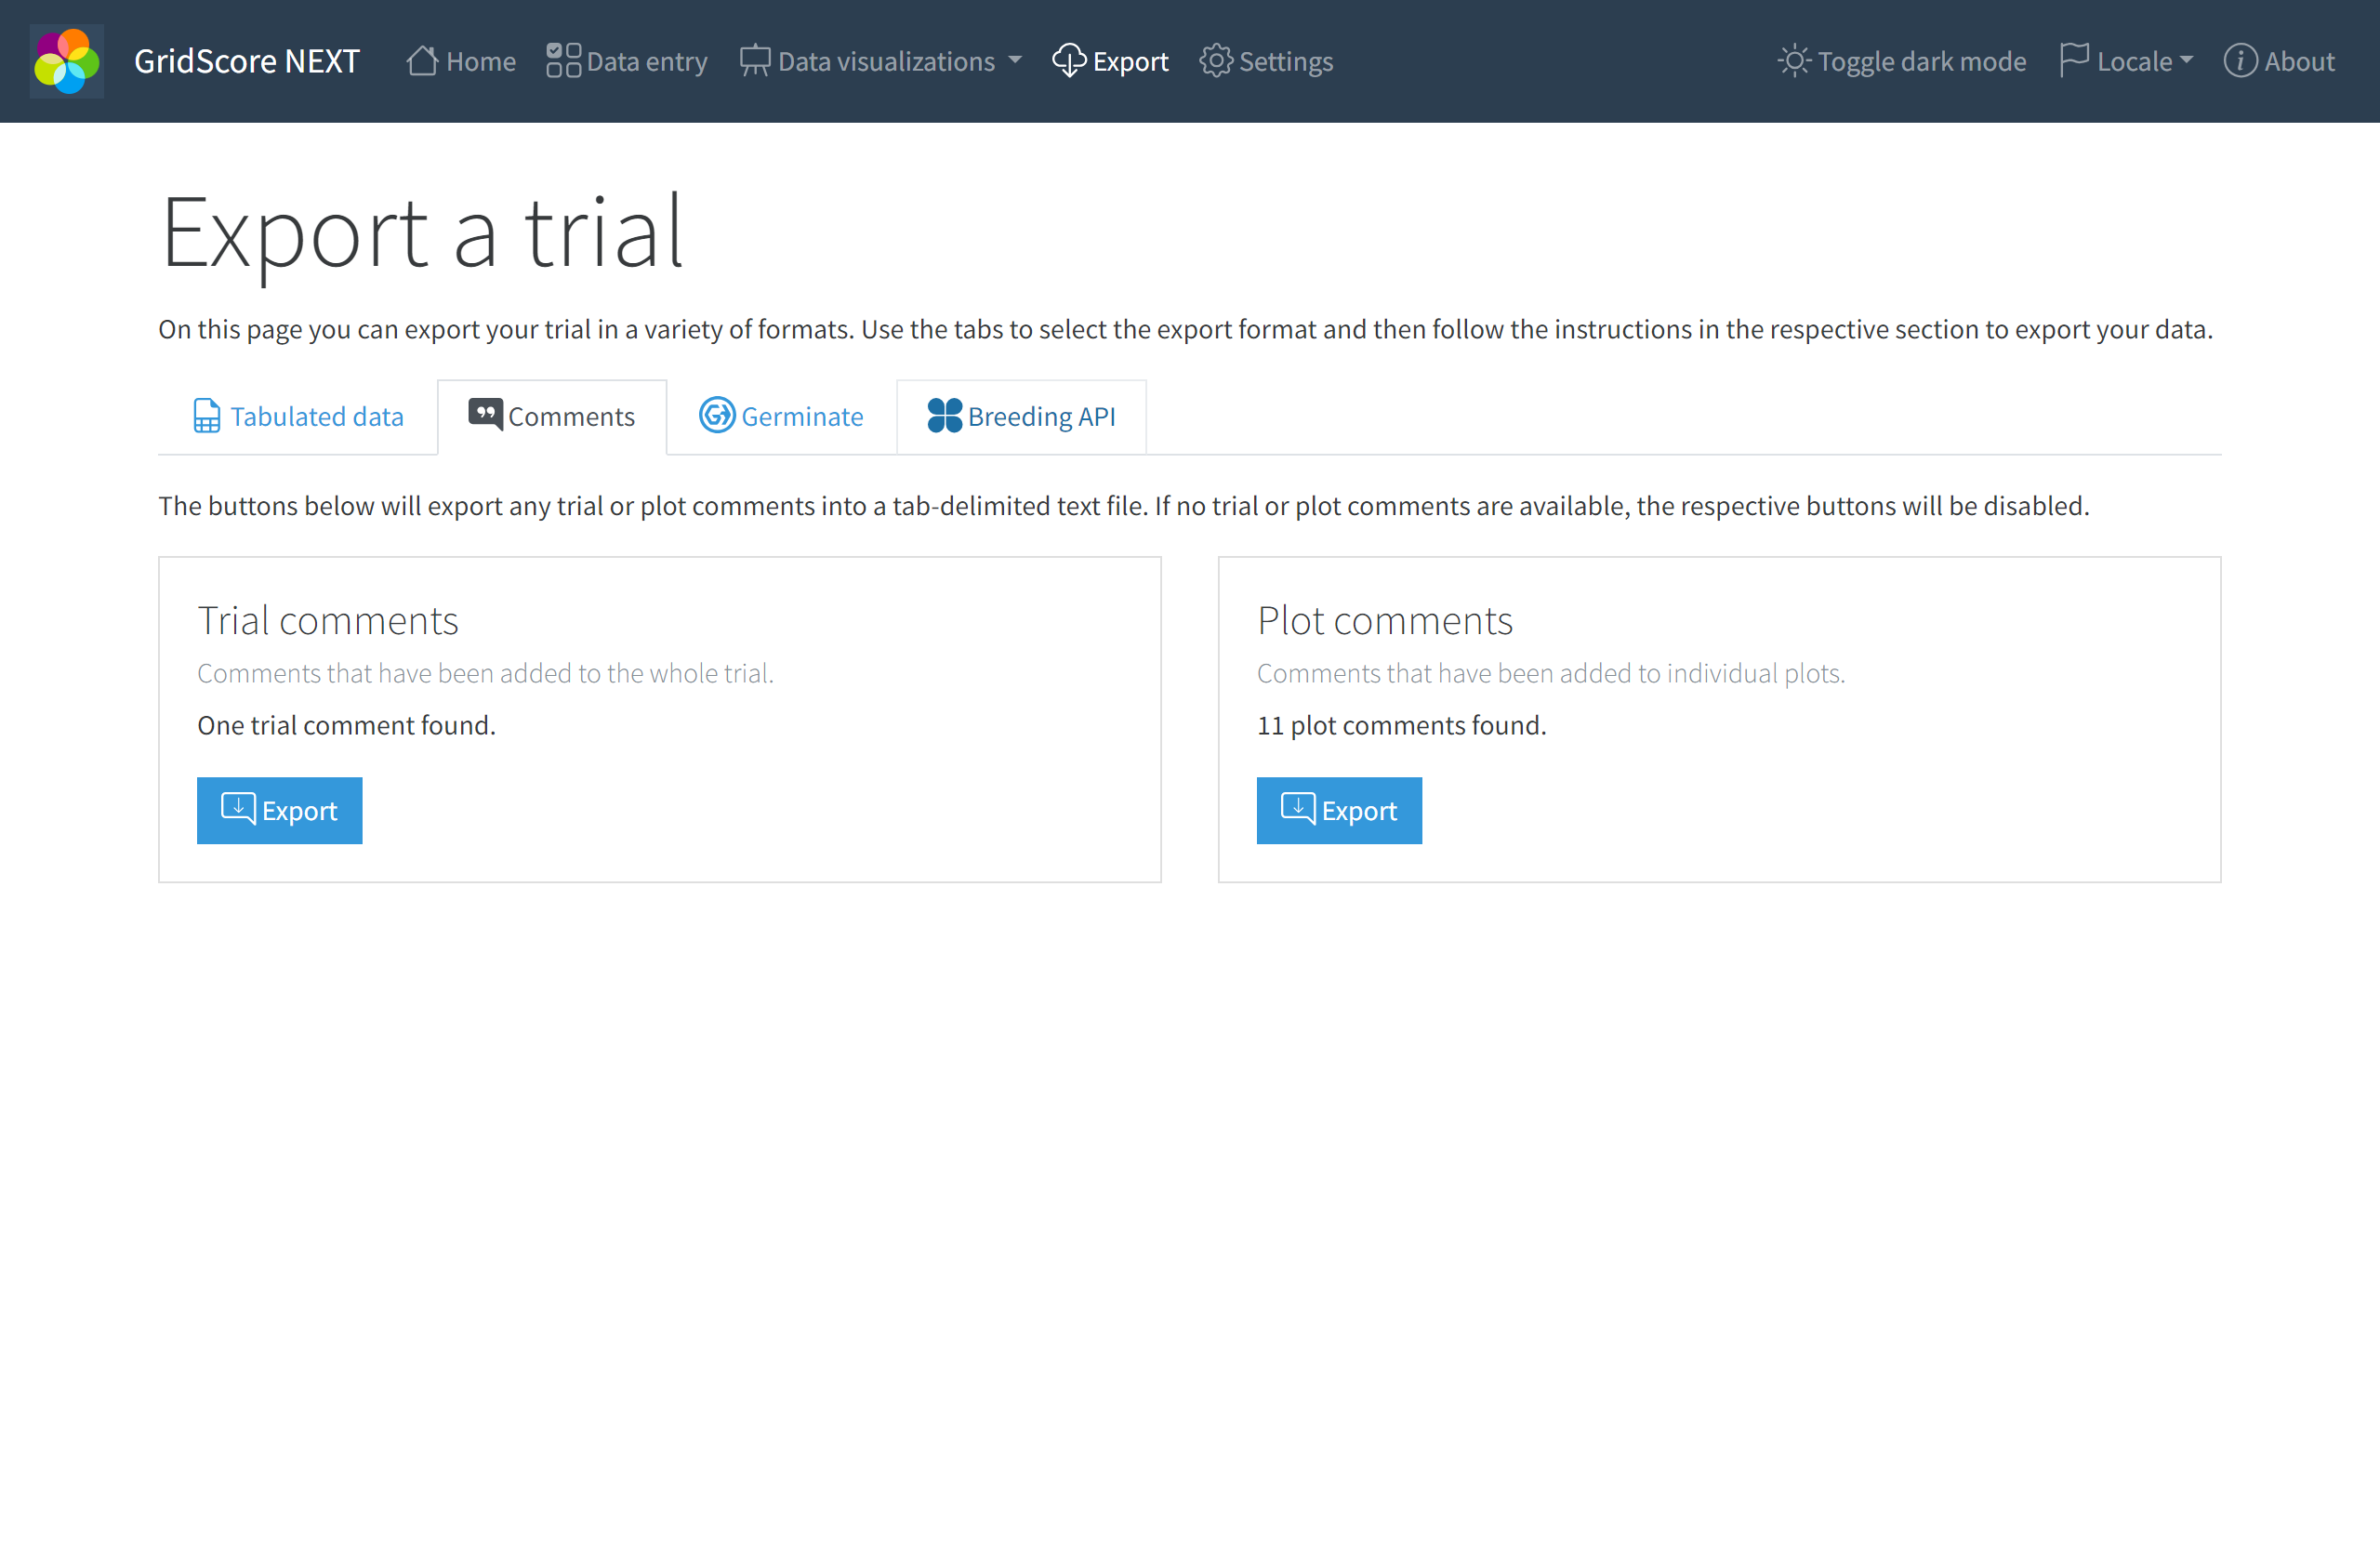 GridScore NEXT Home Data entry Data visualizations Export Settings Toggle dark mode Locale About
Export a trial
On this page you can export your trial in a variety of formats. Use the tabs to select the export format and then follow the instructions in the respective section to export your data.
Tabulated data Comments Germinate Breeding API
The buttons below will export any trial or plot comments into a tab-delimited text file. If no trial or plot comments are available, the respective buttons will be disabled.
Trial comments
Comments that have been added to the whole trial.
One trial comment found.
Export
Plot comments
Comments that have been added to individual plots.
11 plot comments found.
Export